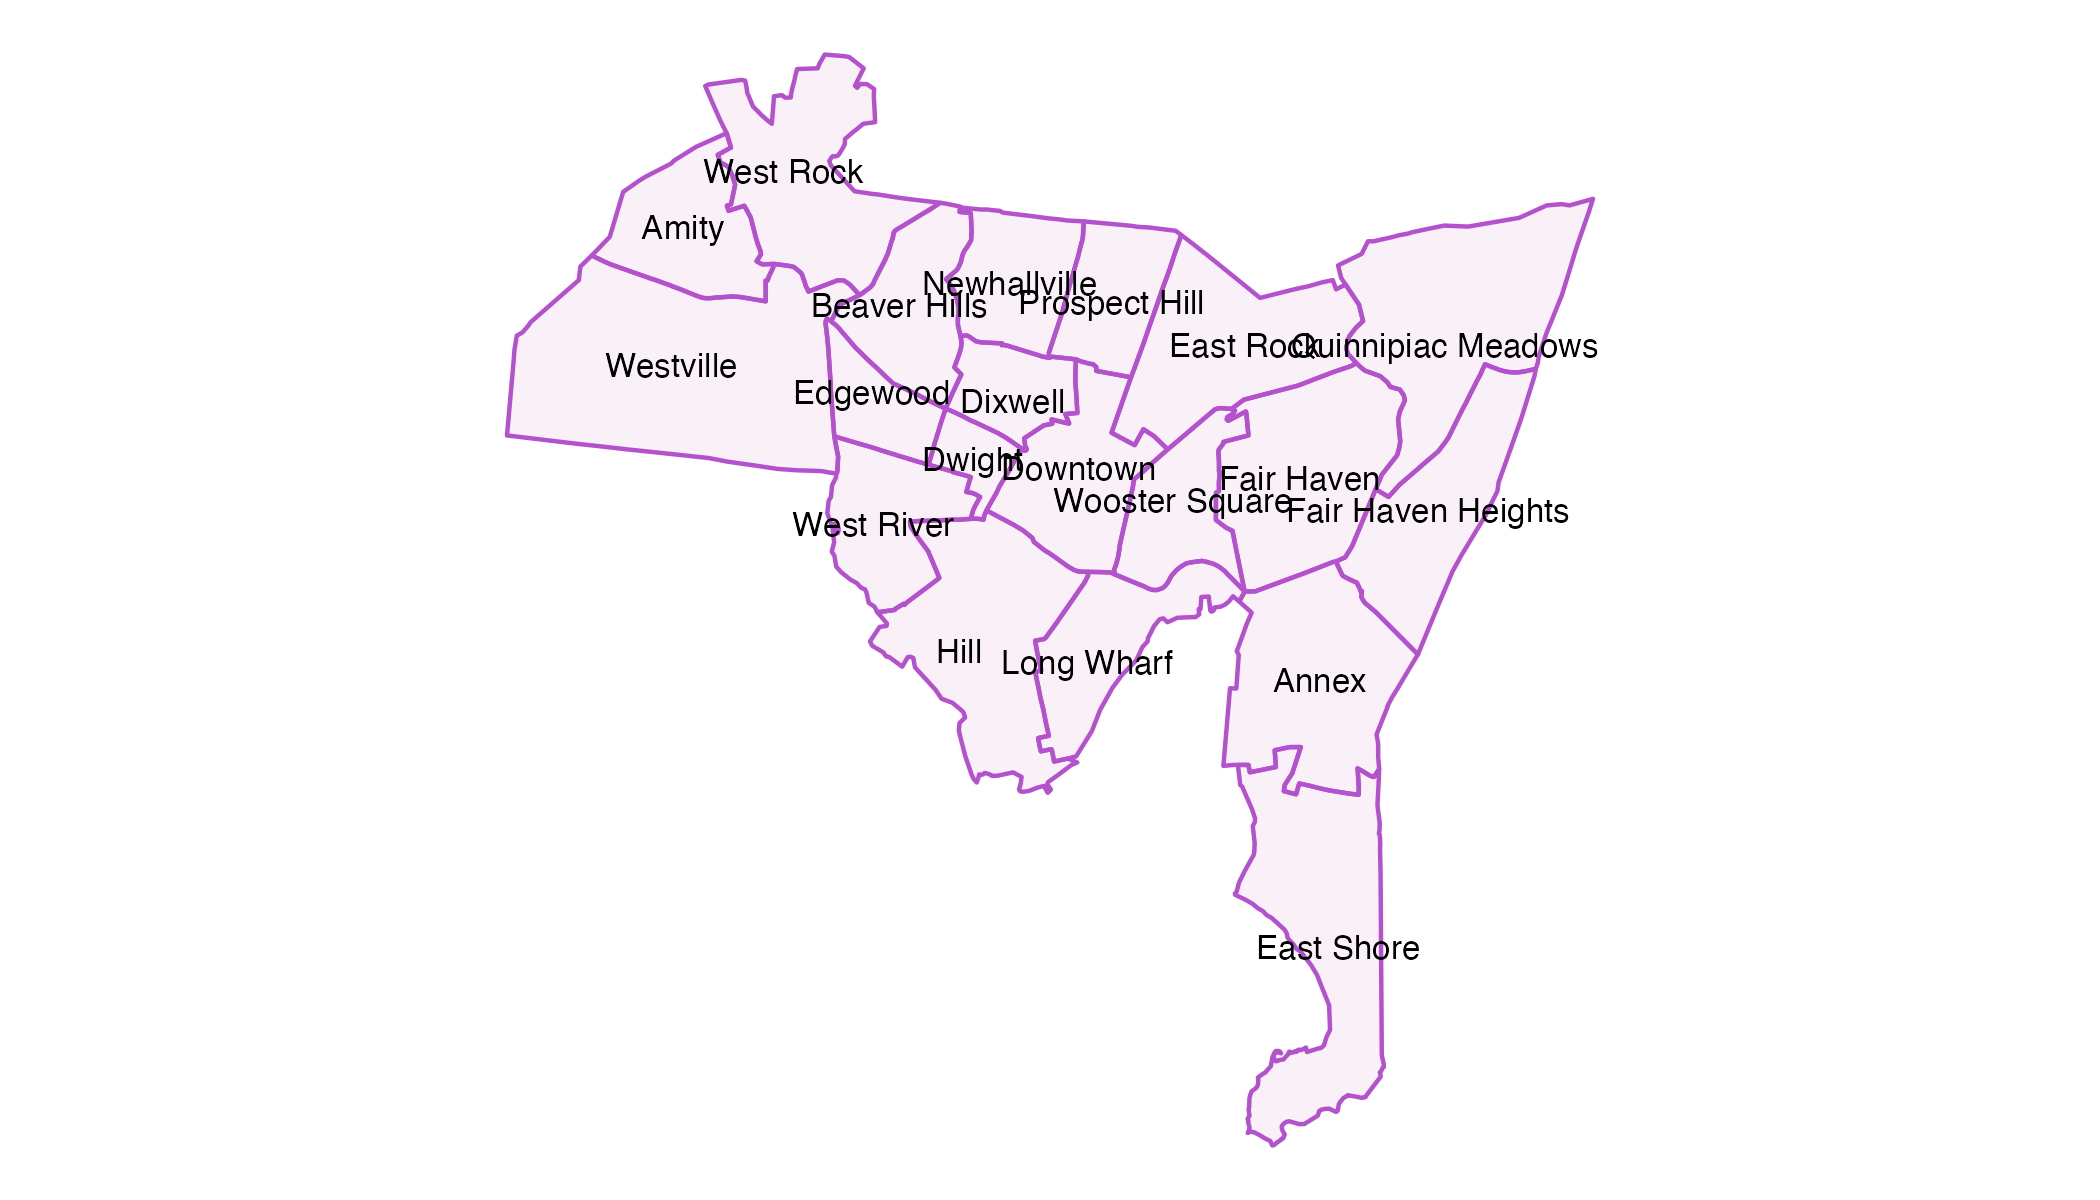 West Rock
Amity
Newhallville
Beaver Hills
Prospect Hill
East Rock
Quinnipiac Meadows
Westville
Edgewood
Dixwell
Dwight
Downtown
Fair Haven
Wooster Square
Fair Haven Heights
West River
Hill
Long Wharf
Annex
East Shore